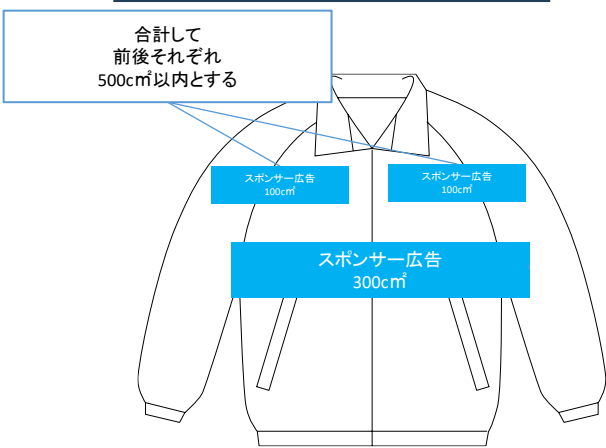 合計して
前後それぞれ
500c㎡以内とする
スポンサー広告
100c㎡
スポンサー広告
100c㎡
スポンサー広告
300c㎡